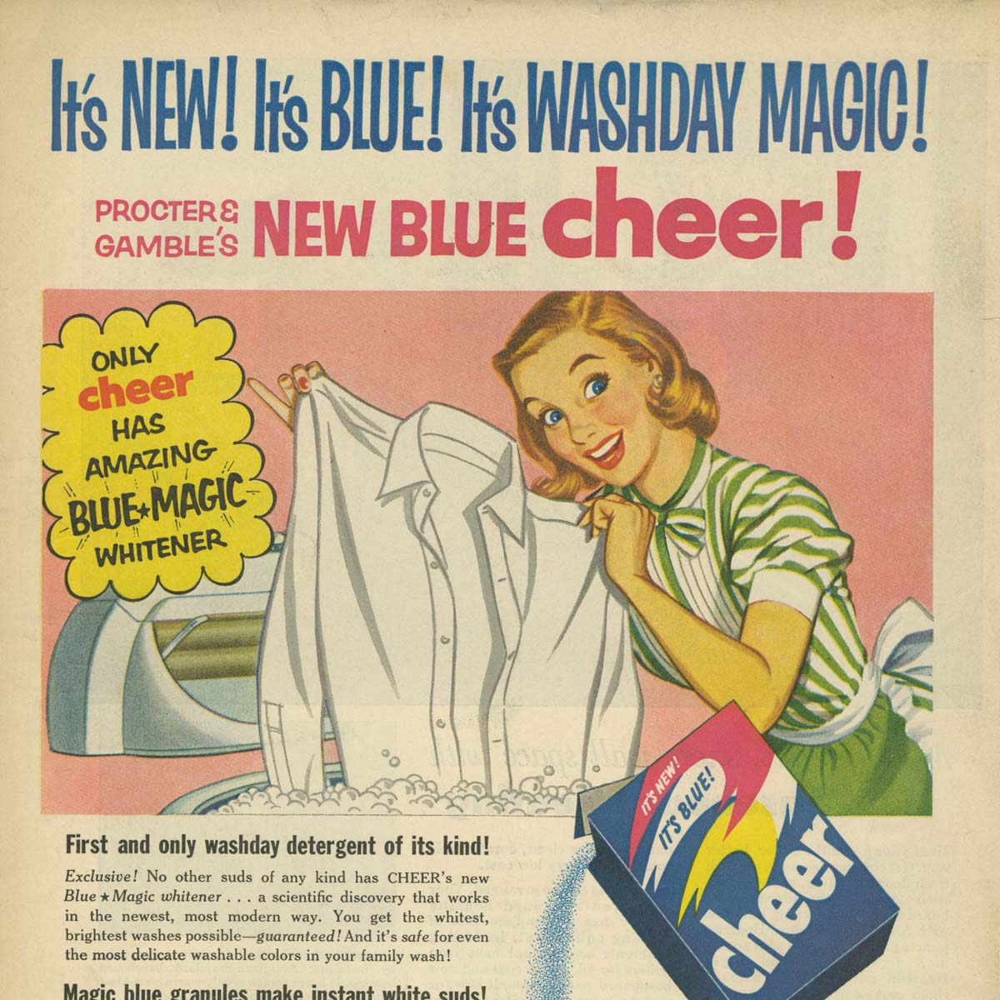 It's NEW! It's BLUE! It's WASHDAY MAGIC!
PROCTER &
GAMBLE'S
NEW BLUE cheer!
ONLY
cheer
HAS
AMAZING
BLUE★MAGIC
WHITENER
IT'S NEW!
IT'S BLUE!
cheer
First and only washday detergent of its kind!
Exclusive! No other suds of any kind has CHEER's new
Blue★Magic whitener . . . a scientific discovery that works
in the newest, most modern way. You get the whitest,
brightest washes possible—guaranteed! And it's safe for even
the most delicate washable colors in your family wash!
Magic blue granules make instant white suds!